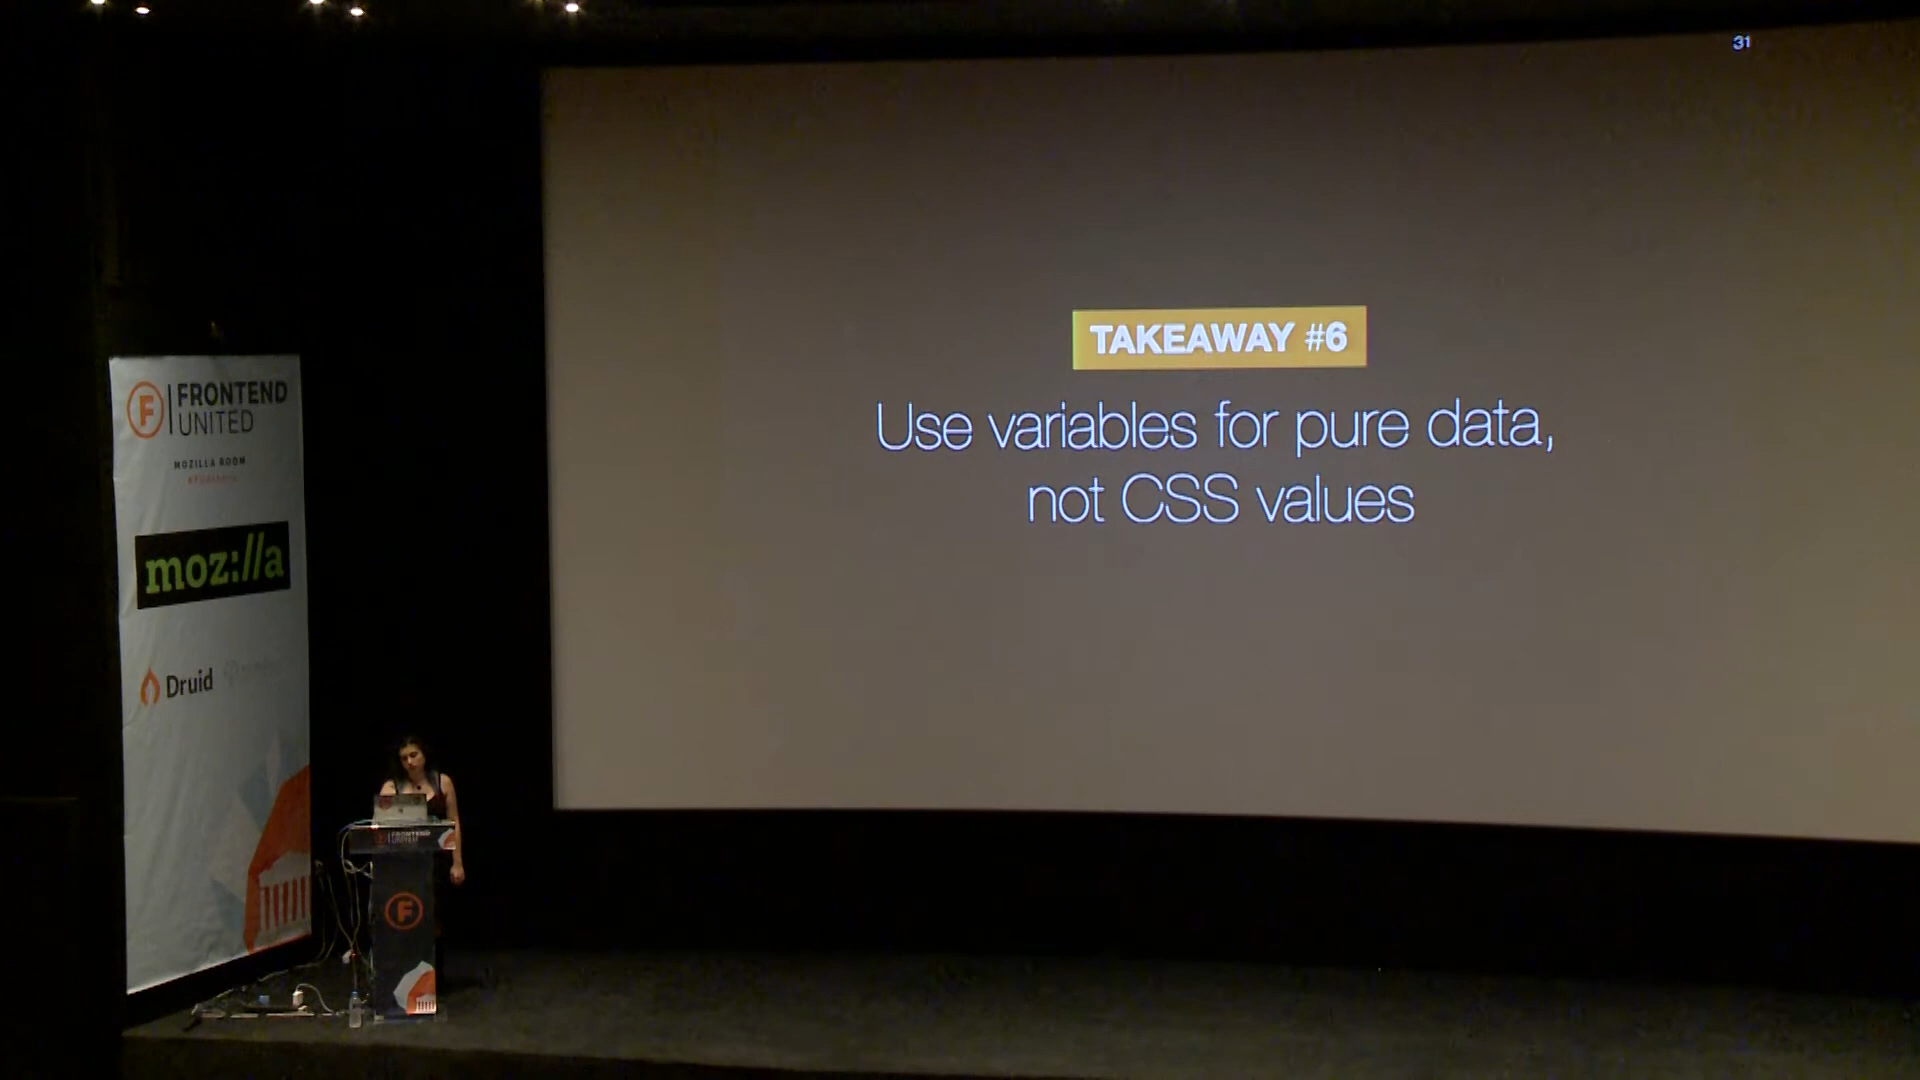 31
TAKEAWAY #6
Use variables for pure data,
not CSS values
F FRONTEND
UNITED
MOZILLA ROOM
moz://a
Druid
FRONTEND
UNITED
F